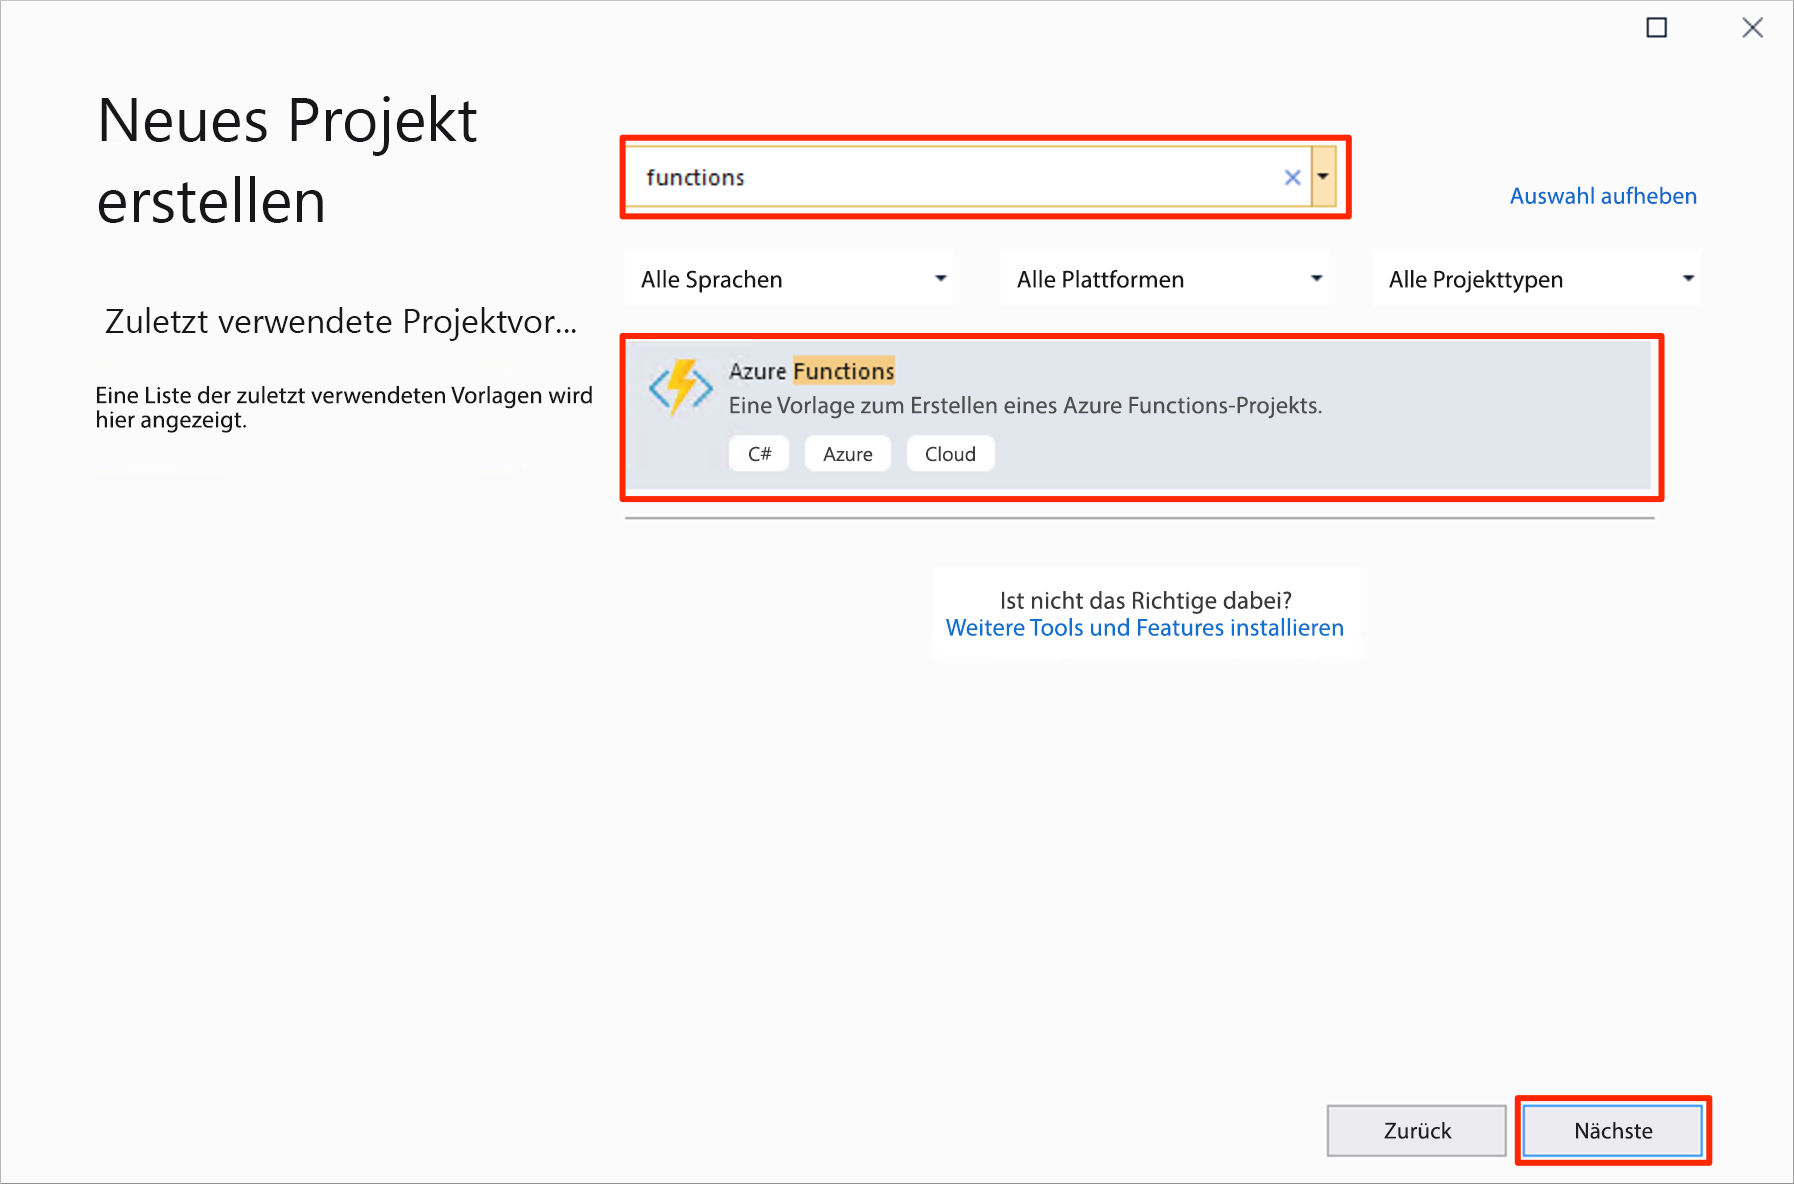 Neues Projekt
erstellen
Zuletzt verwendete Projektvor...
Eine Liste der zuletzt verwendeten Vorlagen wird
hier angezeigt.
functions
Auswahl aufheben
Alle Sprachen
Alle Plattformen
Alle Projekttypen
Azure Functions
Eine Vorlage zum Erstellen eines Azure Functions-Projekts.
C#
Azure
Cloud
Ist nicht das Richtige dabei?
Weitere Tools und Features installieren
Zurück
Nächste